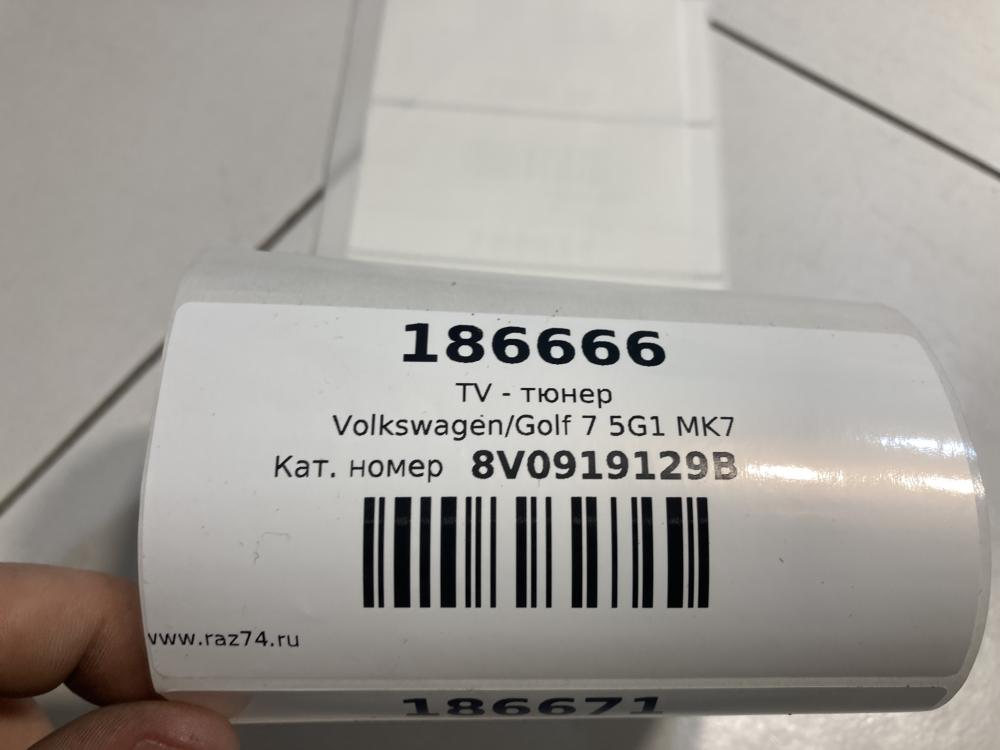 186666
TV - тюнер
Volkswagen/Golf 7 5G1 MK7
Кат. номер 8V0919129B
www.raz74.ru
186671